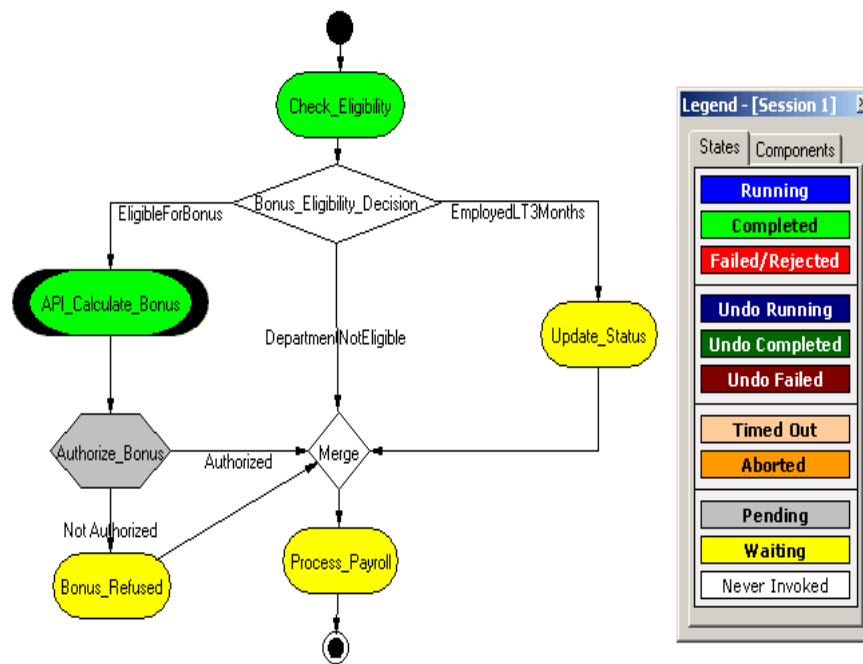 Check_Eligibility
Bonus_Eligibility_Decision
EligibleForBonus
EmployedLT3Months
API_Calculate_Bonus
DepartmentNotEligible
Update_Status
Authorize_Bonus
Authorized
Merge
Not Authorized
Bonus_Refused
Process_Payroll
Legend - [Session 1]
States
Components
Running
Completed
Failed/Rejected
Undo Running
Undo Completed
Undo Failed
Timed Out
Aborted
Pending
Waiting
Never Invoked